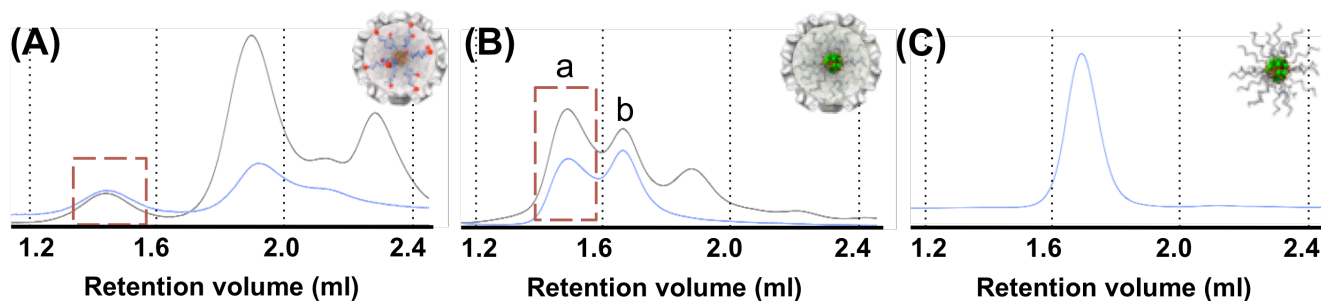 (A)
(B)
a
b
(C)
1.2 1.6 2.0 2.4
1.2 1.6 2.0 2.4
1.2 1.6 2.0 2.4
Retention volume (ml)
Retention volume (ml)
Retention volume (ml)